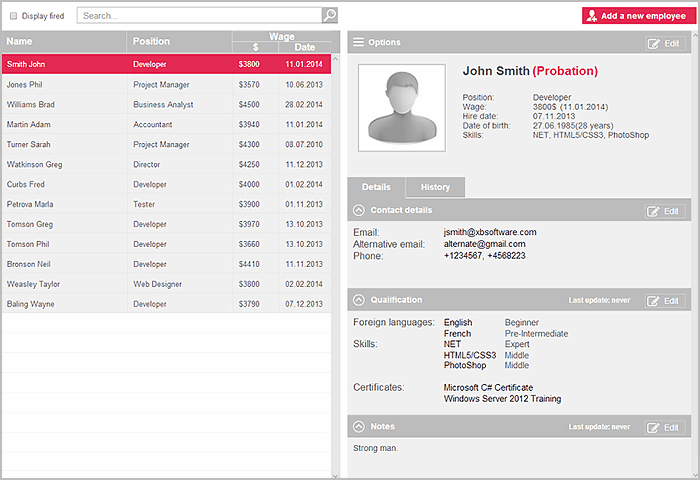 Display fired
Search...
Add a new employee
Name Position Wage
$ Date
Smith John Developer $3800 11.01.2014
Jones Phil Project Manager $3570 10.06.2013
Williams Brad Business Analyst $4500 28.02.2014
Martin Adam Accountant $3940 11.01.2014
Turner Sarah Project Manager $4300 08.07.2010
Watkinson Greg Director $4250 11.12.2013
Curbs Fred Developer $4000 01.02.2014
Petrova Marla Tester $3900 01.11.2013
Tomson Greg Developer $3970 13.10.2013
Tomson Phil Developer $3660 13.10.2013
Bronson Neil Developer $4410 11.11.2013
Weasley Taylor Web Designer $3800 02.02.2014
Baling Wayne Developer $3790 07.12.2013
Options Edit
John Smith (Probation)
Position: Developer
Wage: 3800$ (11.01.2014)
Hire date: 07.11.2013
Date of birth: 27.06.1985(28 years)
Skills: NET, HTML5/CSS3, PhotoShop
Details History
Contact details Edit
Email: jsmith@xbsoftware.com
Alternative email: alternate@gmail.com
Phone: +1234567, +4568223
Qualification Last update: never Edit
Foreign languages: English Beginner
French Pre-Intermediate
Skills: NET Expert
HTML5/CSS3 Middle
PhotoShop Middle
Certificates: Microsoft C# Certificate
Windows Server 2012 Training
Notes Last update: never Edit
Strong man.